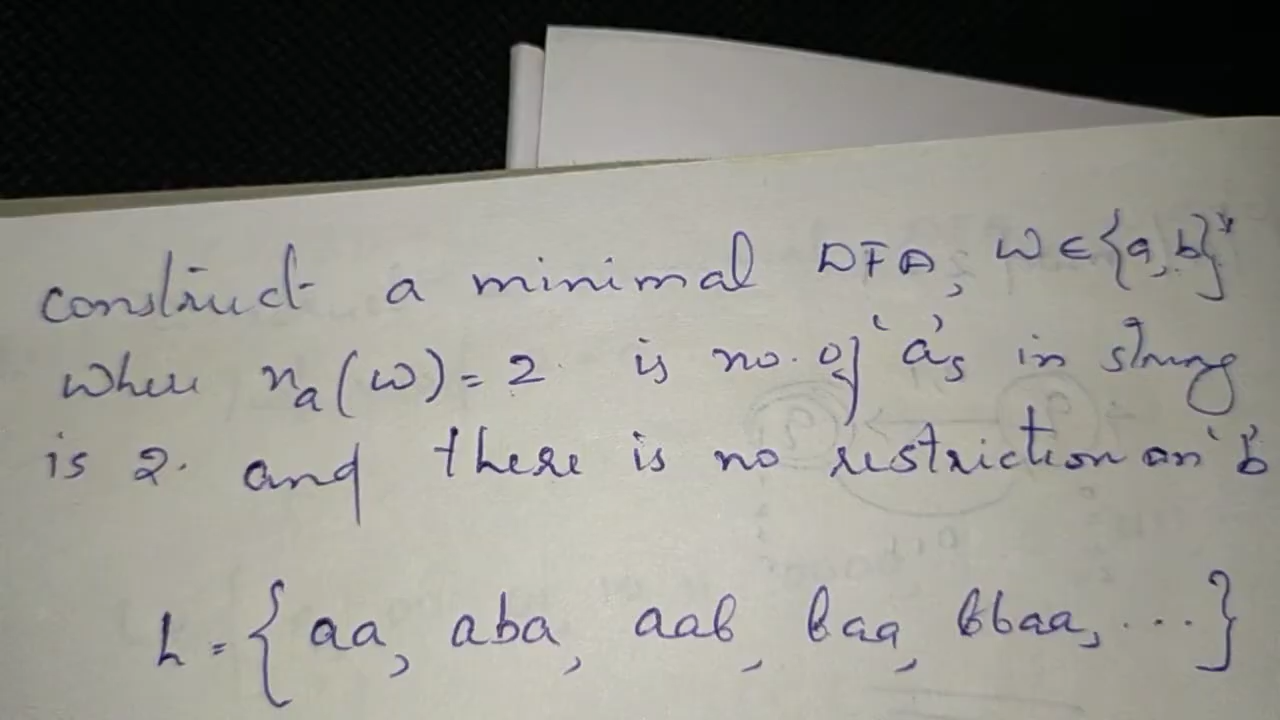 construct a minimal DFA, W ∈ {a, b}*
where na(w) = 2. is no. of 'a's in string
is 2. and there is no restriction on 'b'
L = {aa, aba, aab, baa, bbaa, ...}